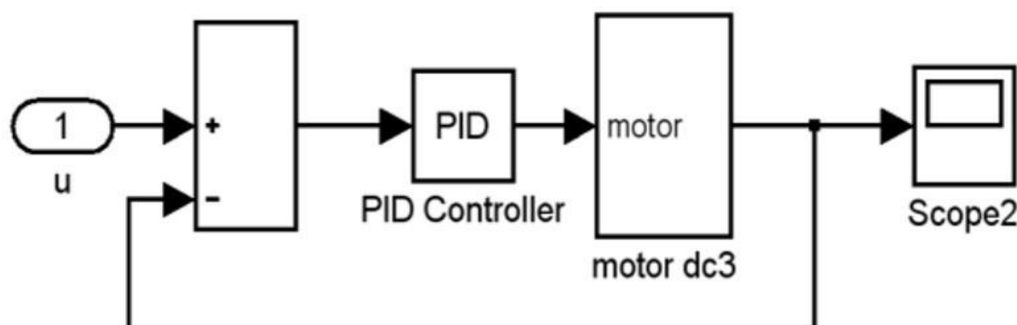 1
u
+
-
PID
PID Controller
motor
motor dc3
Scope2